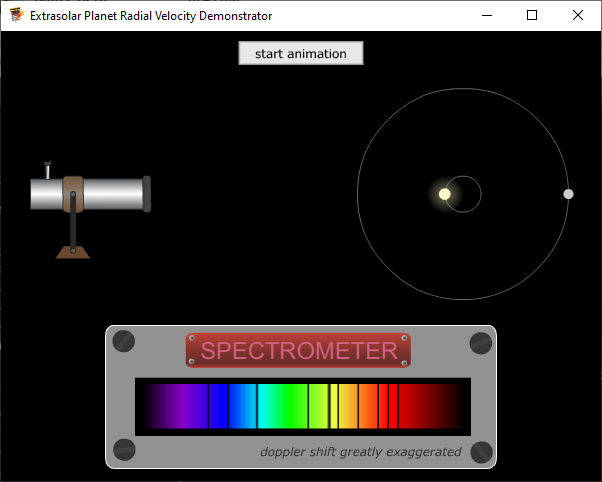 Extrasolar Planet Radial Velocity Demonstrator
start animation
SPECTROMETER
doppler shift greatly exaggerated